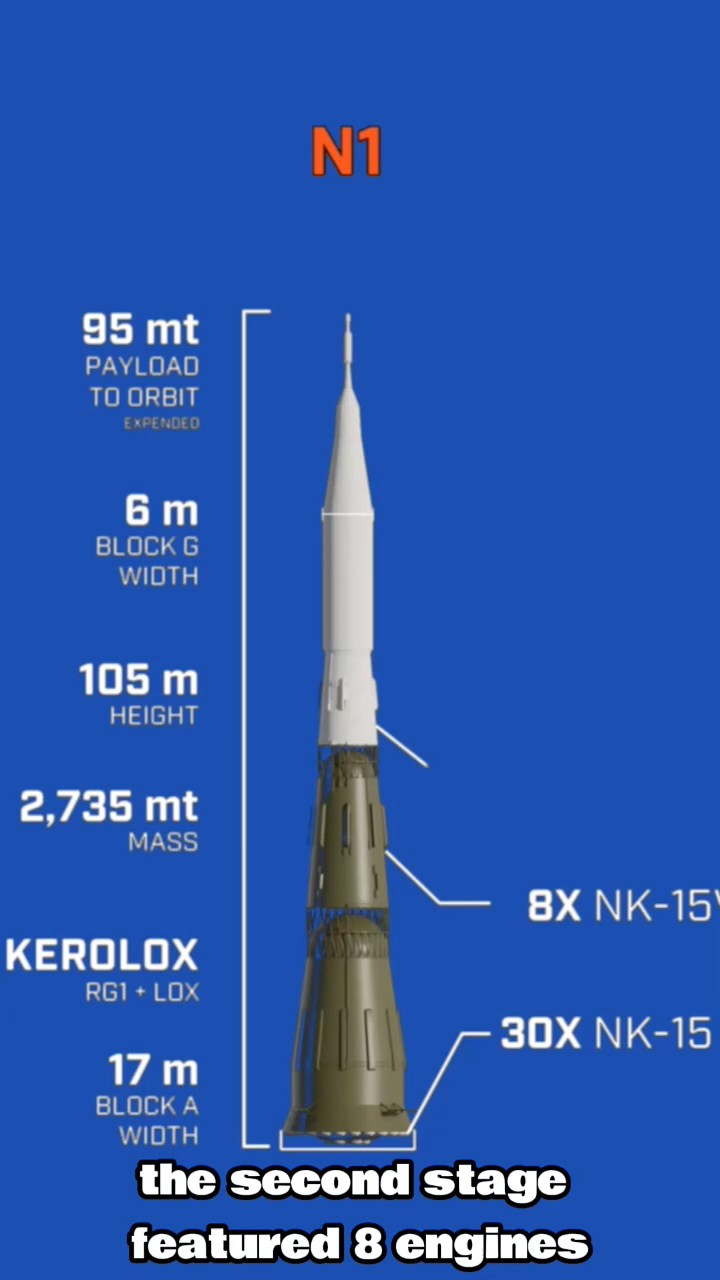 N1
95 mt
PAYLOAD
TO ORBIT
EXPENDED
6 m
BLOCK G
WIDTH
105 m
HEIGHT
2,735 mt
MASS
8X NK-15V
KEROLOX
RG1 + LOX
30X NK-15
17 m
BLOCK A
WIDTH
the second stage
featured 8 engines